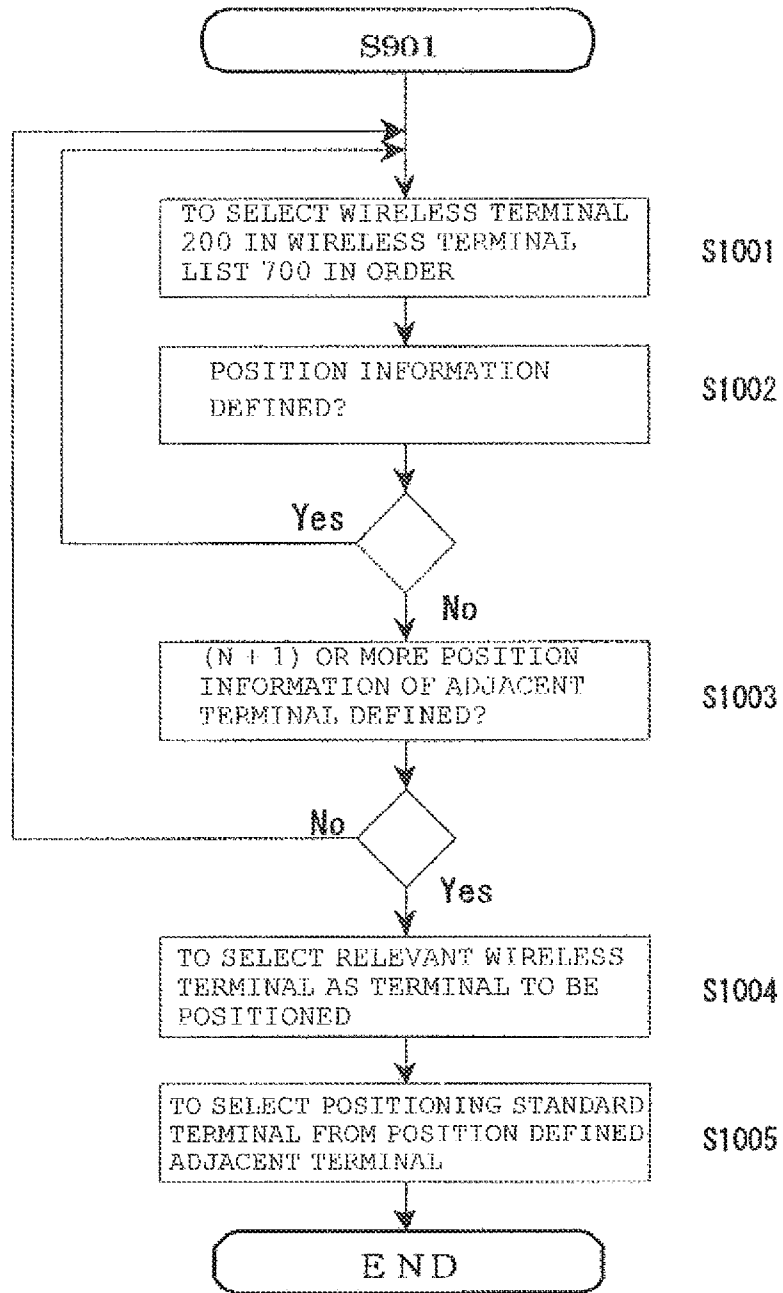 S901
TO SELECT WIRELESS TERMINAL
200 IN WIRELESS TERMINAL
LIST 700 IN ORDER
S1001
POSITION INFORMATION
DEFINED?
S1002
Yes
No
(N + 1) OR MORE POSITION
INFORMATION OF ADJACENT
TERMINAL DEFINED?
S1003
No
Yes
TO SELECT RELEVANT WIRELESS
TERMINAL AS TERMINAL TO BE
POSITIONED
S1004
TO SELECT POSITIONING STANDARD
TERMINAL FROM POSITION DEFINED
ADJACENT TERMINAL
S1005
END